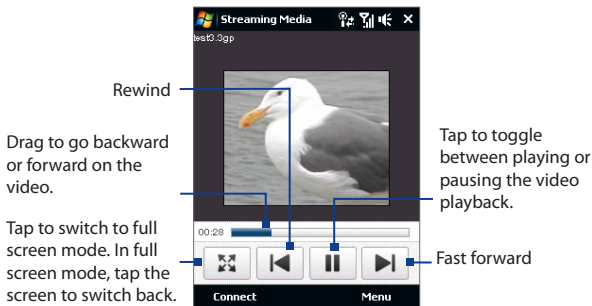 Streaming Media
test3.3gp
Rewind
Drag to go backward
or forward on the
video.
Tap to toggle
between playing or
pausing the video
playback.
00:28
Tap to switch to full
screen mode. In full
screen mode, tap the
screen to switch back.
Fast forward
Connect
Menu